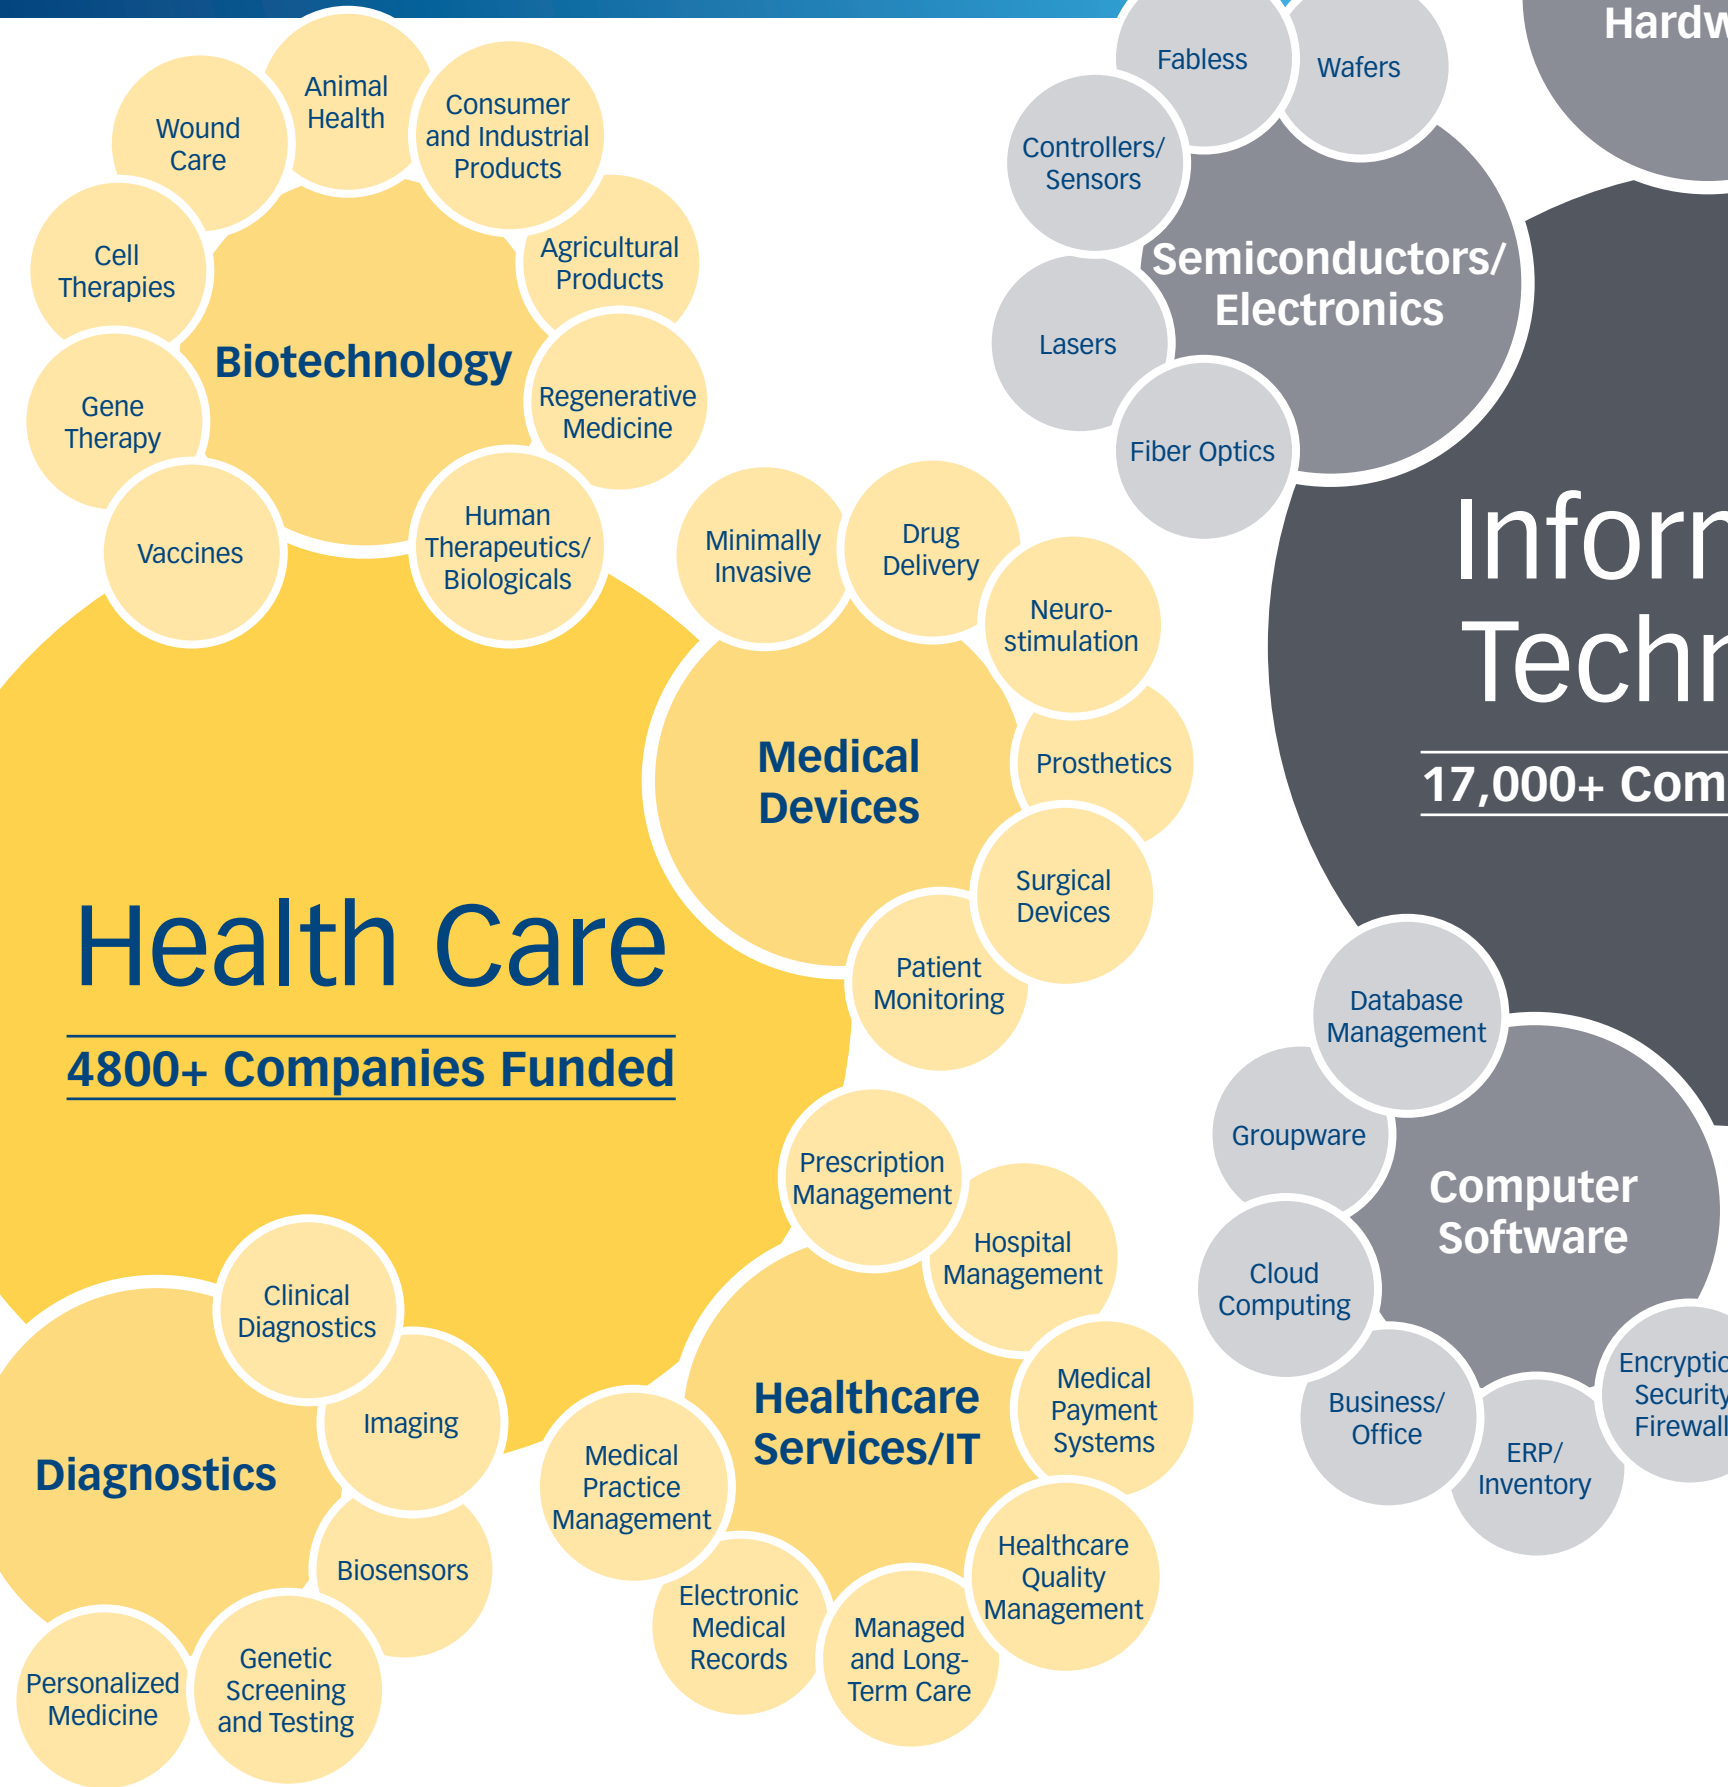 Animal
Health
Wound
Care
Consumer
and Industrial
Products
Cell
Therapies
Agricultural
Products
Biotechnology
Gene
Therapy
Regenerative
Medicine
Vaccines
Human
Therapeutics/
Biologicals
Minimally
Invasive
Drug
Delivery
Neuro-
stimulation
Medical
Devices
Prosthetics
Surgical
Devices
Patient
Monitoring
Health Care
4800+ Companies Funded
Prescription
Management
Hospital
Management
Clinical
Diagnostics
Imaging
Diagnostics
Biosensors
Personalized
Medicine
Genetic
Screening
and Testing
Healthcare
Services/IT
Medical
Payment
Systems
Medical
Practice
Management
Healthcare
Quality
Management
Electronic
Medical
Records
Managed
and Long-
Term Care
Hardw
Fabless
Wafers
Controllers/
Sensors
Semiconductors/
Electronics
Lasers
Fiber Optics
Inform
Techn
17,000+ Com
Database
Management
Groupware
Computer
Software
Cloud
Computing
Business/
Office
ERP/
Inventory
Encryptio
Security
Firewall